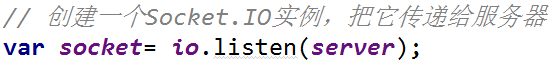 // 创建一个Socket.IO实例，把它传递给服务器
var socket= io.listen(server);